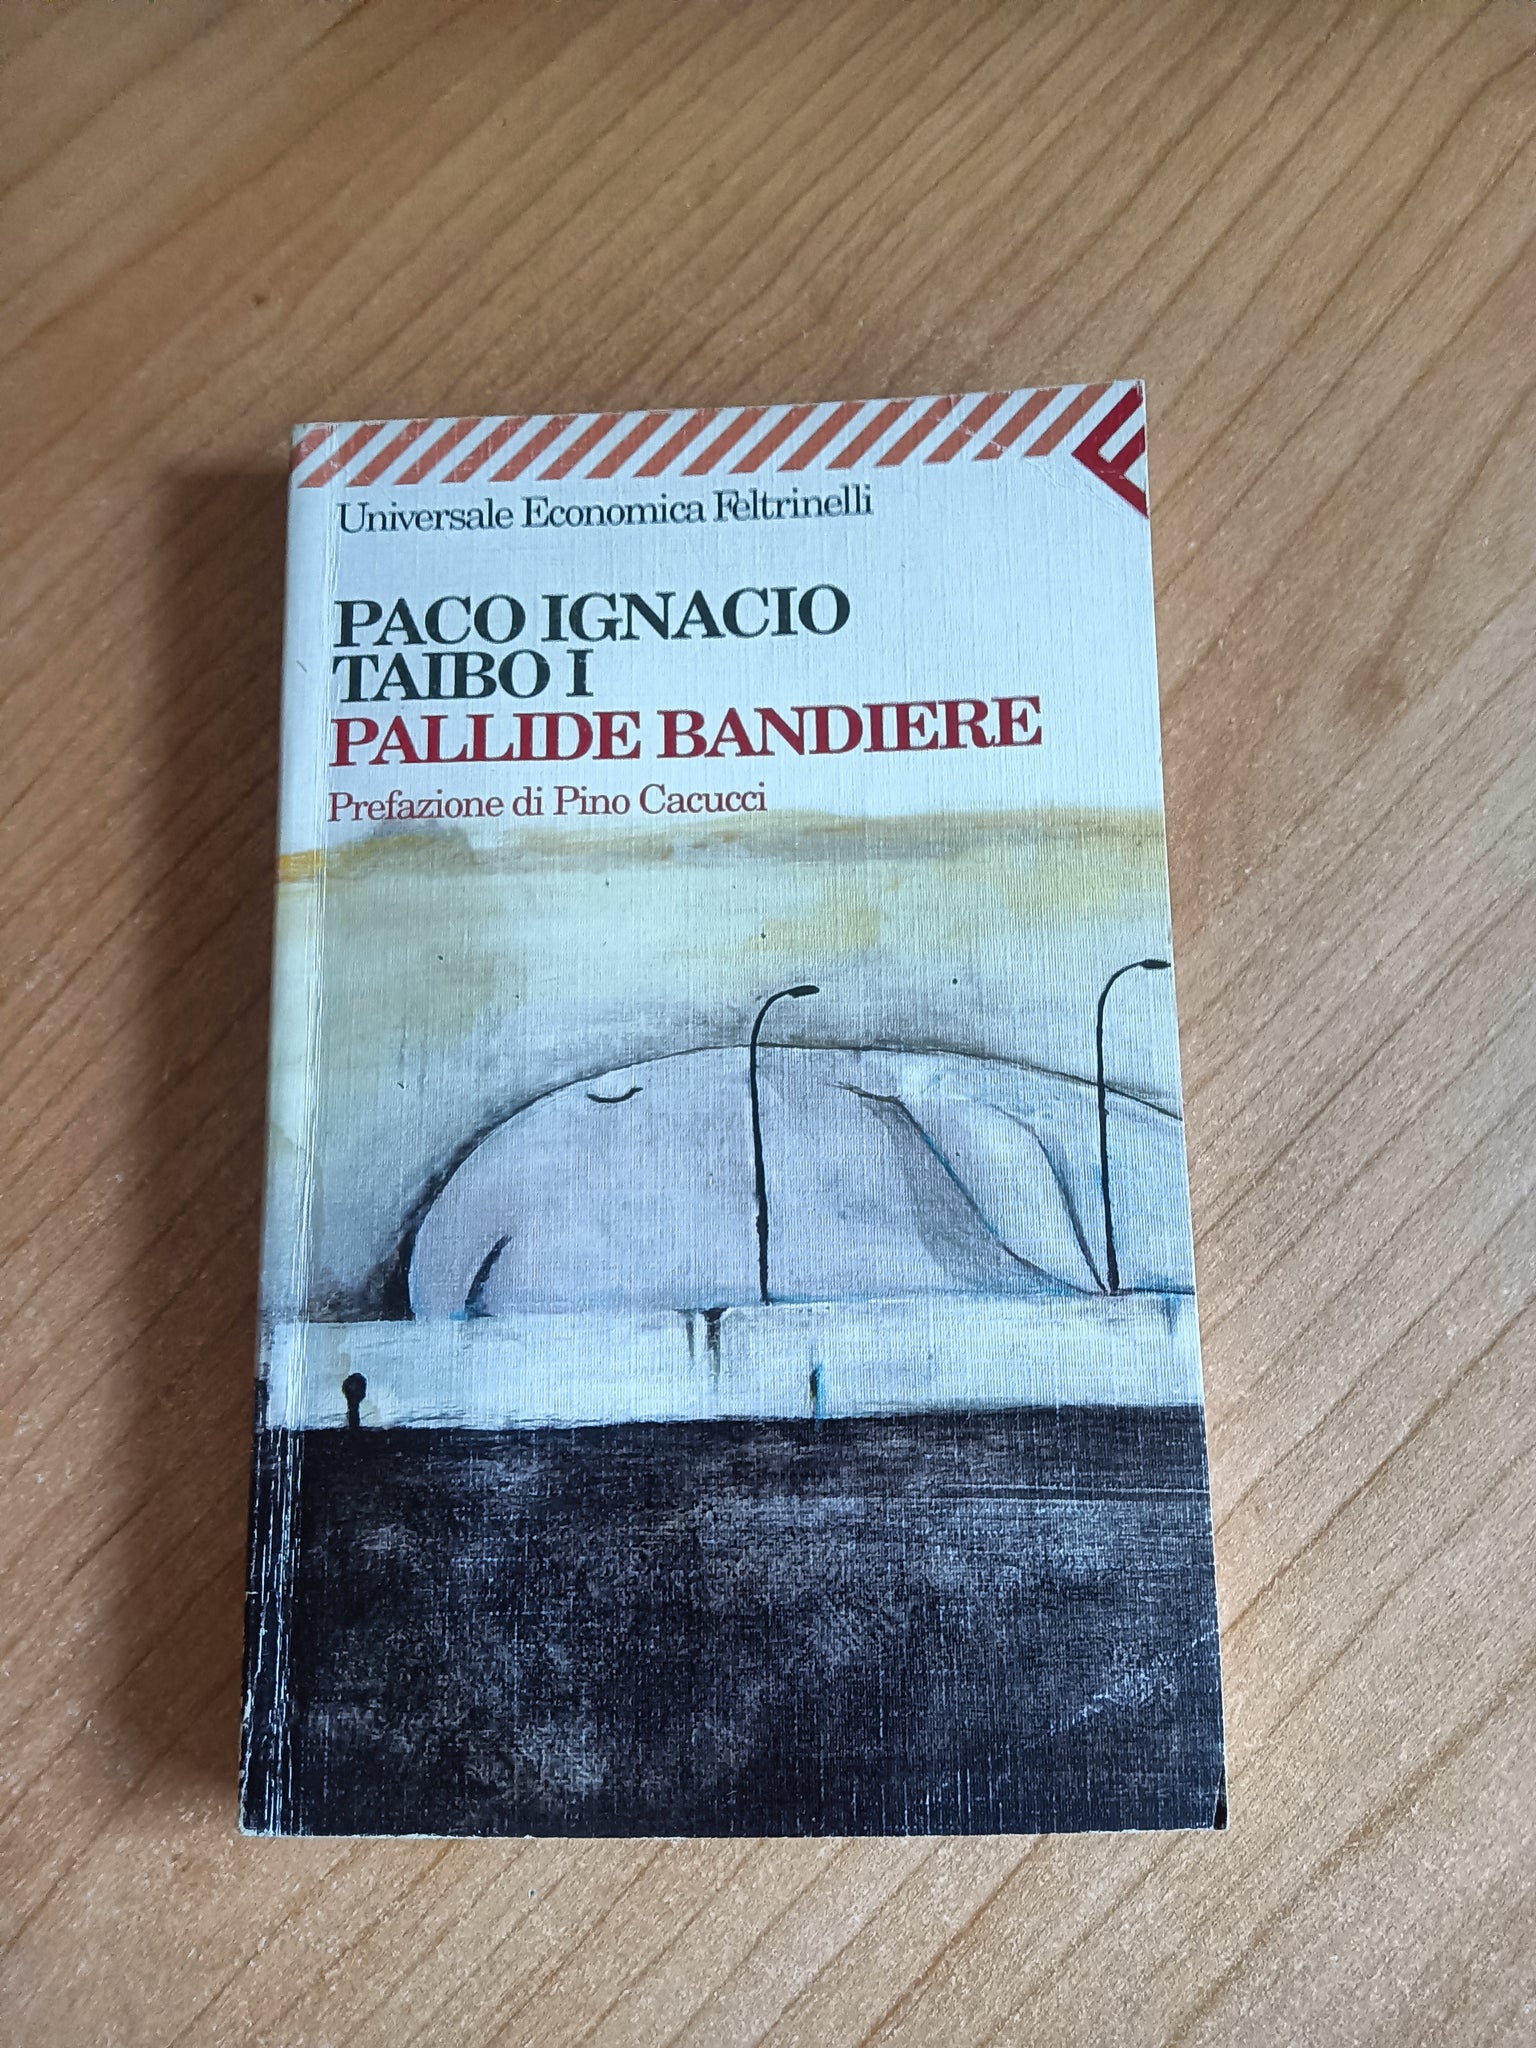 Universale Economica Feltrinelli
PACO IGNACIO
TAIBO I
PALLIDE BANDIERE
Prefazione di Pino Cacucci